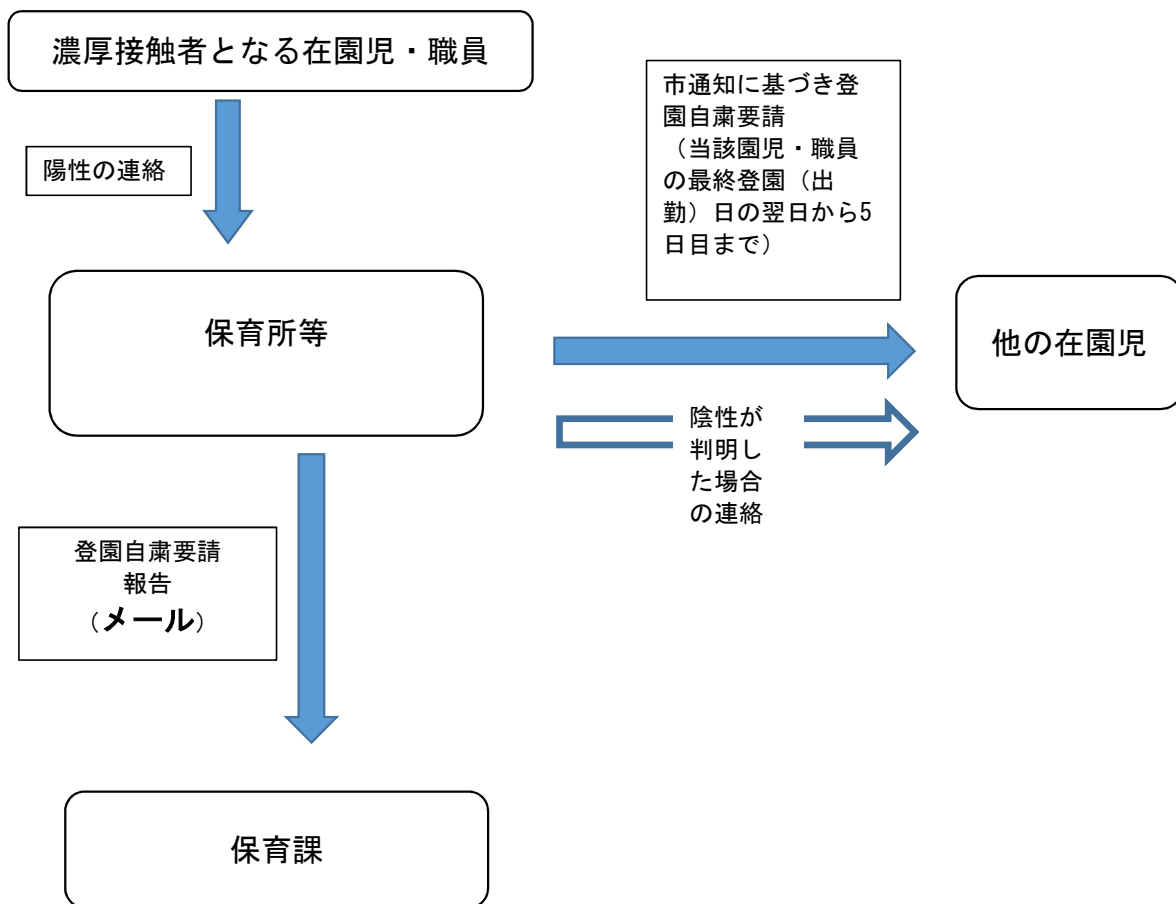 濃厚接触者となる在園児・職員
陽性の連絡
市通知に基づき登
園自粛要請
（当該園児・職員
の最終登園（出
勤）日の翌日から5
日目まで）
保育所等
他の在園児
陰性が
判明し
た場合
の連絡
登園自粛要請
報告
（メール）
保育課